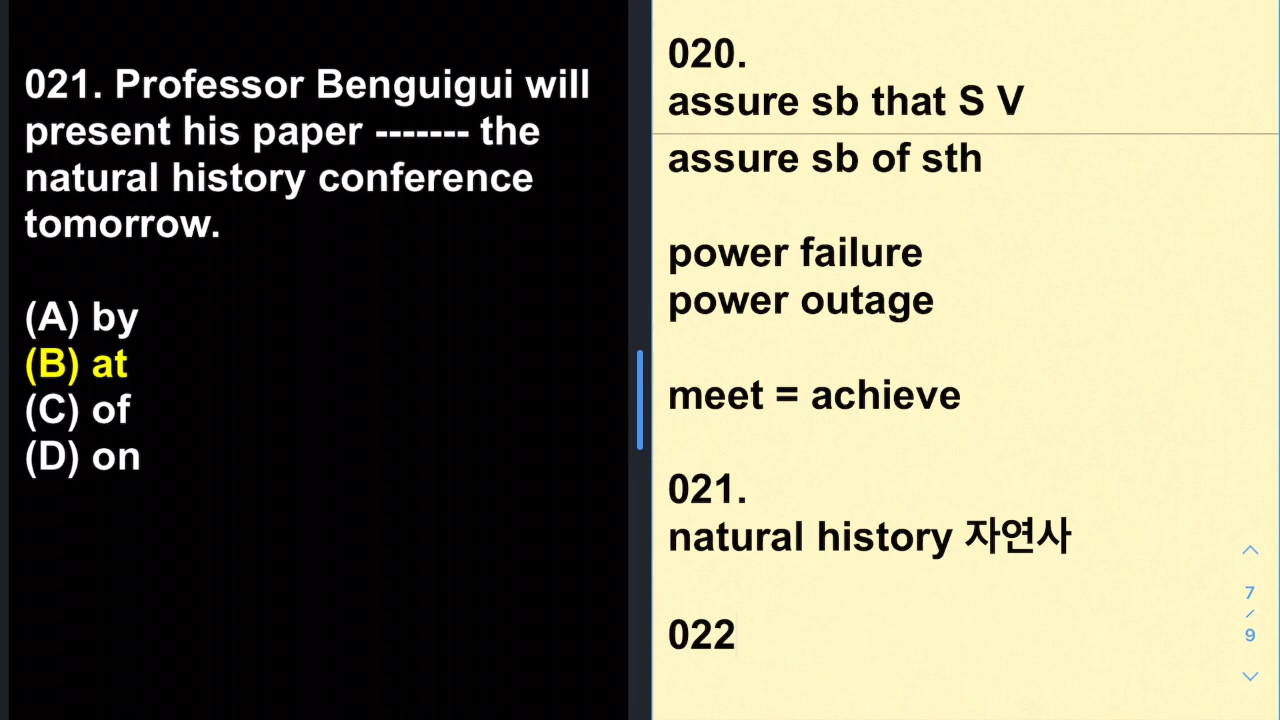 021. Professor Benguigui will
present his paper ------- the
natural history conference
tomorrow.
(A) by
(B) at
(C) of
(D) on
020.
assure sb that S V
assure sb of sth
power failure
power outage
meet = achieve
021.
natural history 자연사
022
7
/
9